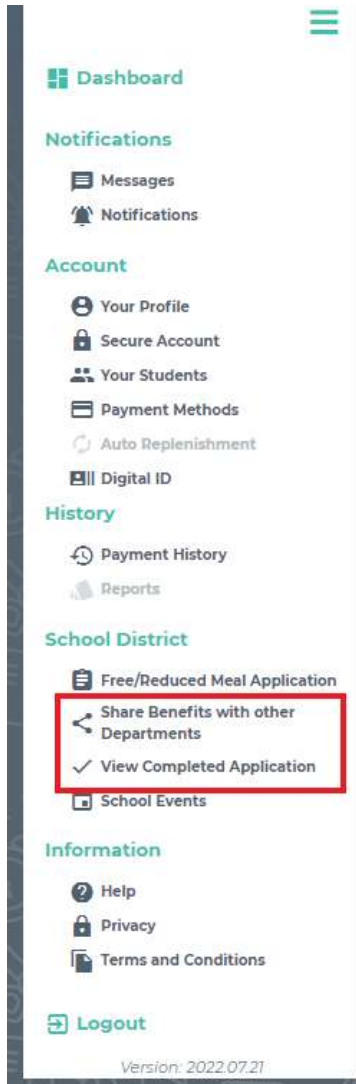 Dashboard
Notifications
Messages
Notifications
Account
Your Profile
Secure Account
Your Students
Payment Methods
Auto Replenishment
Digital ID
History
Payment History
Reports
School District
Free/Reduced Meal Application
Share Benefits with other
Departments
View Completed Application
School Events
Information
Help
Privacy
Terms and Conditions
Logout
Version: 2022.07.21